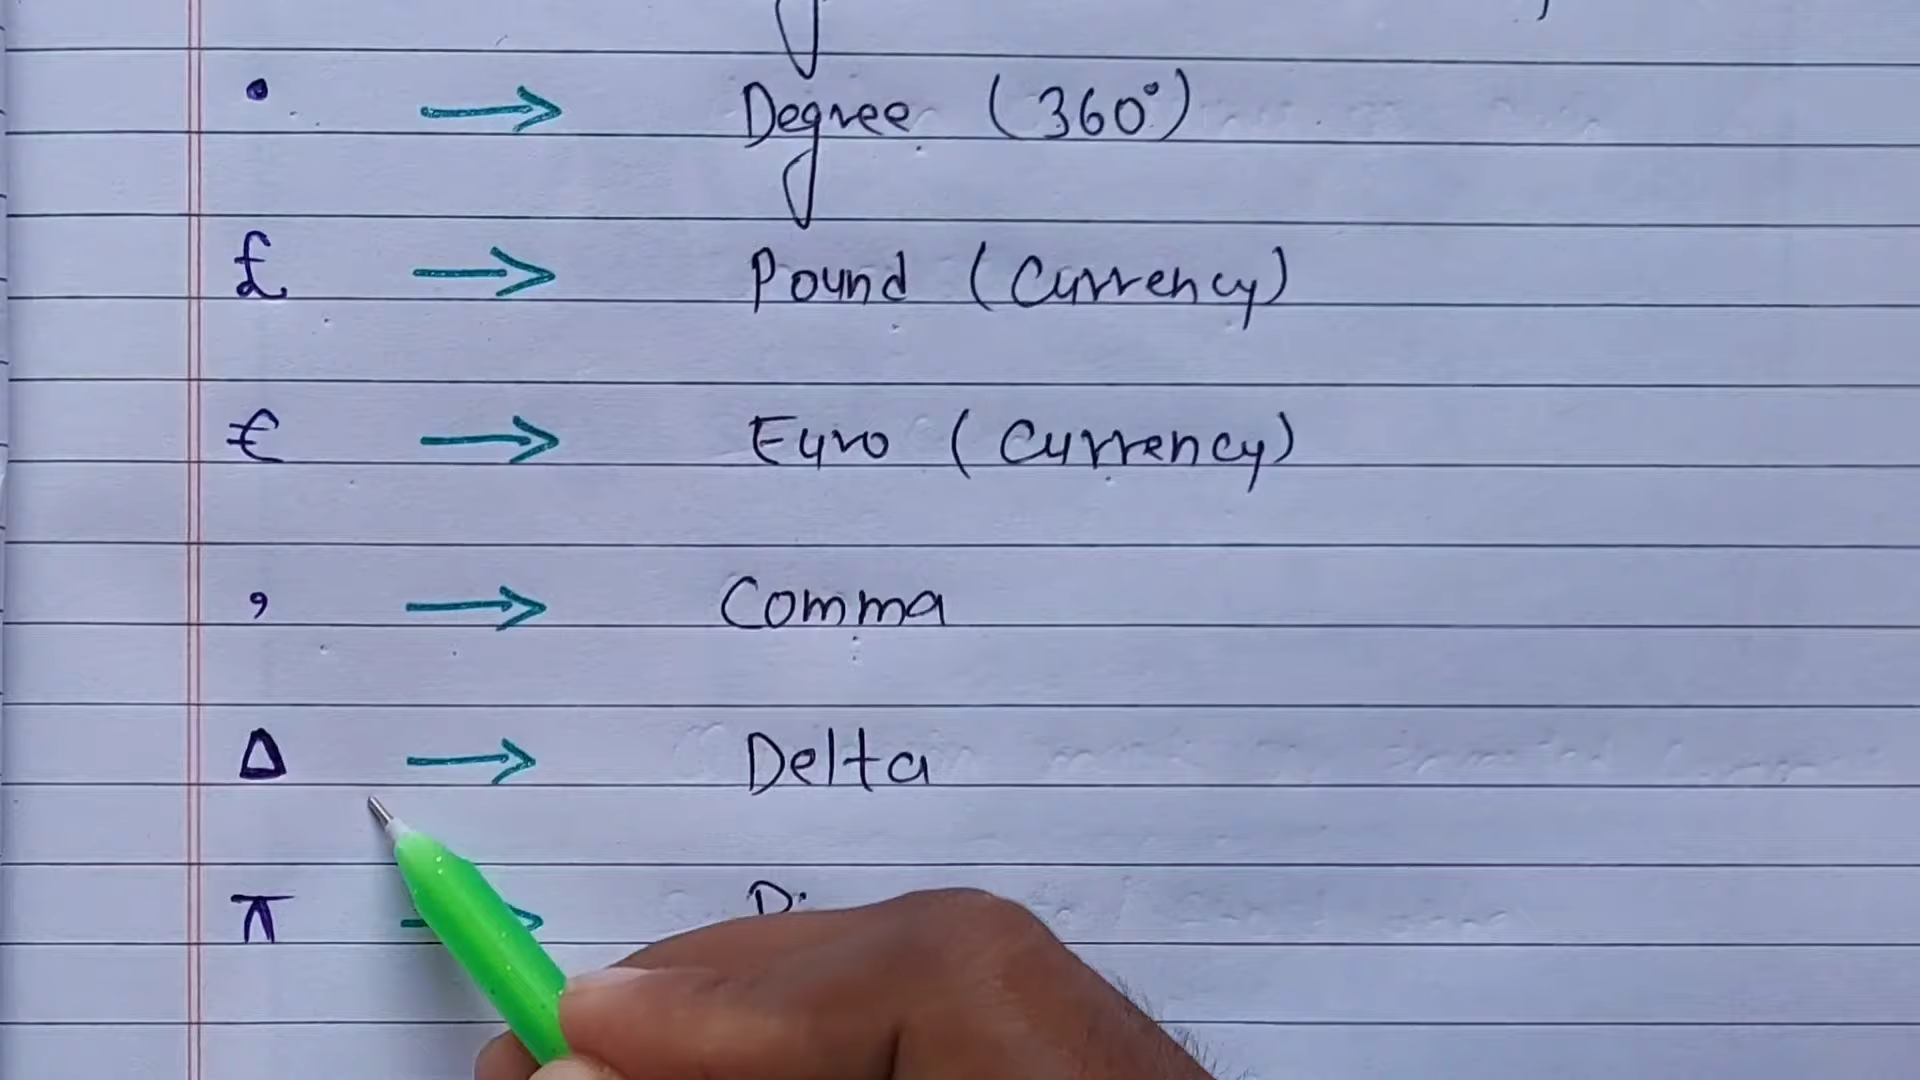 • → Degree (360°)
£ → Pound (Currency)
€ → Euro (Currency)
, → Comma
Δ → Delta
π →